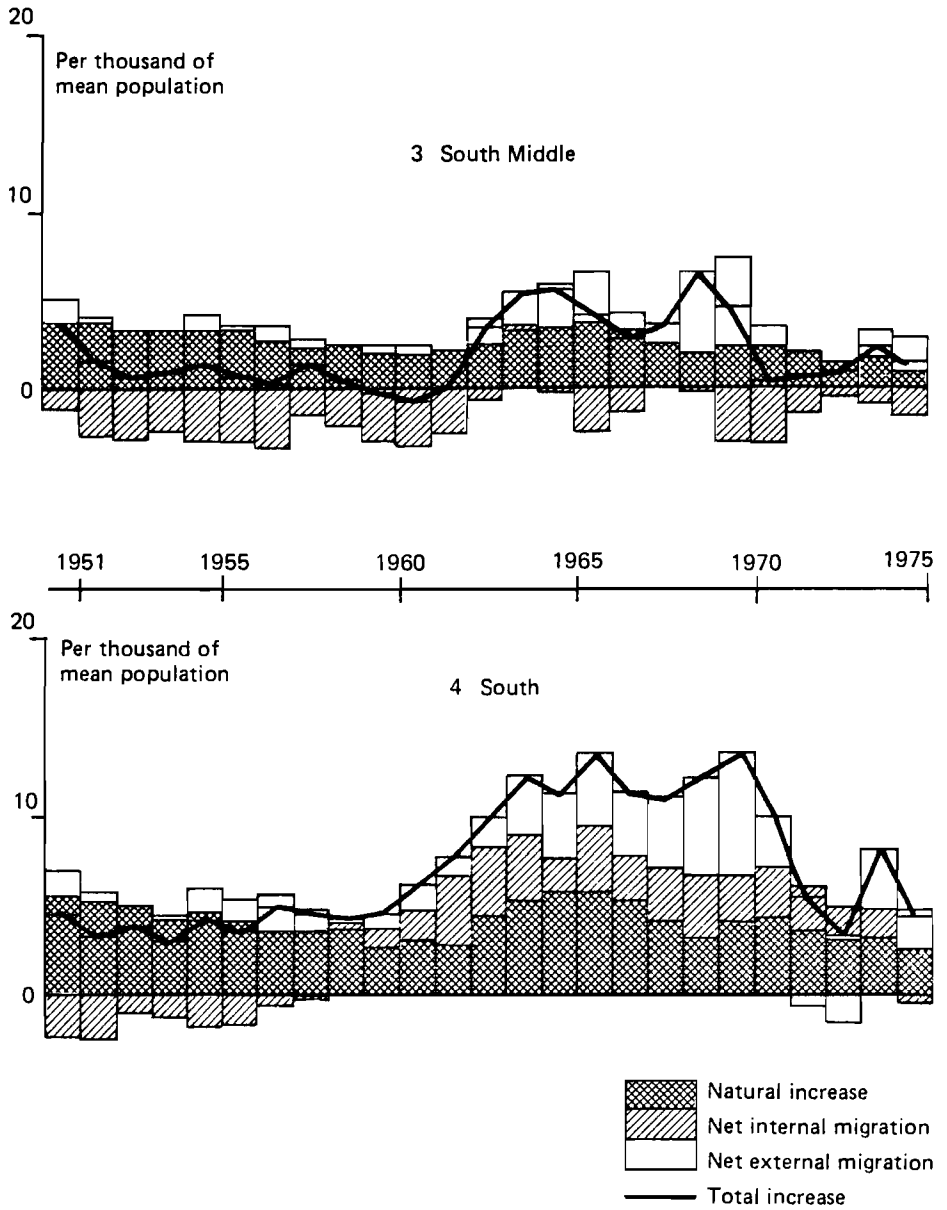 20
Per thousand of
mean population
3 South Middle
10
0
1951 1955 1960 1965 1970 1975
20
Per thousand of
mean population
4 South
10
0
Natural increase
Net internal migration
Net external migration
Total increase